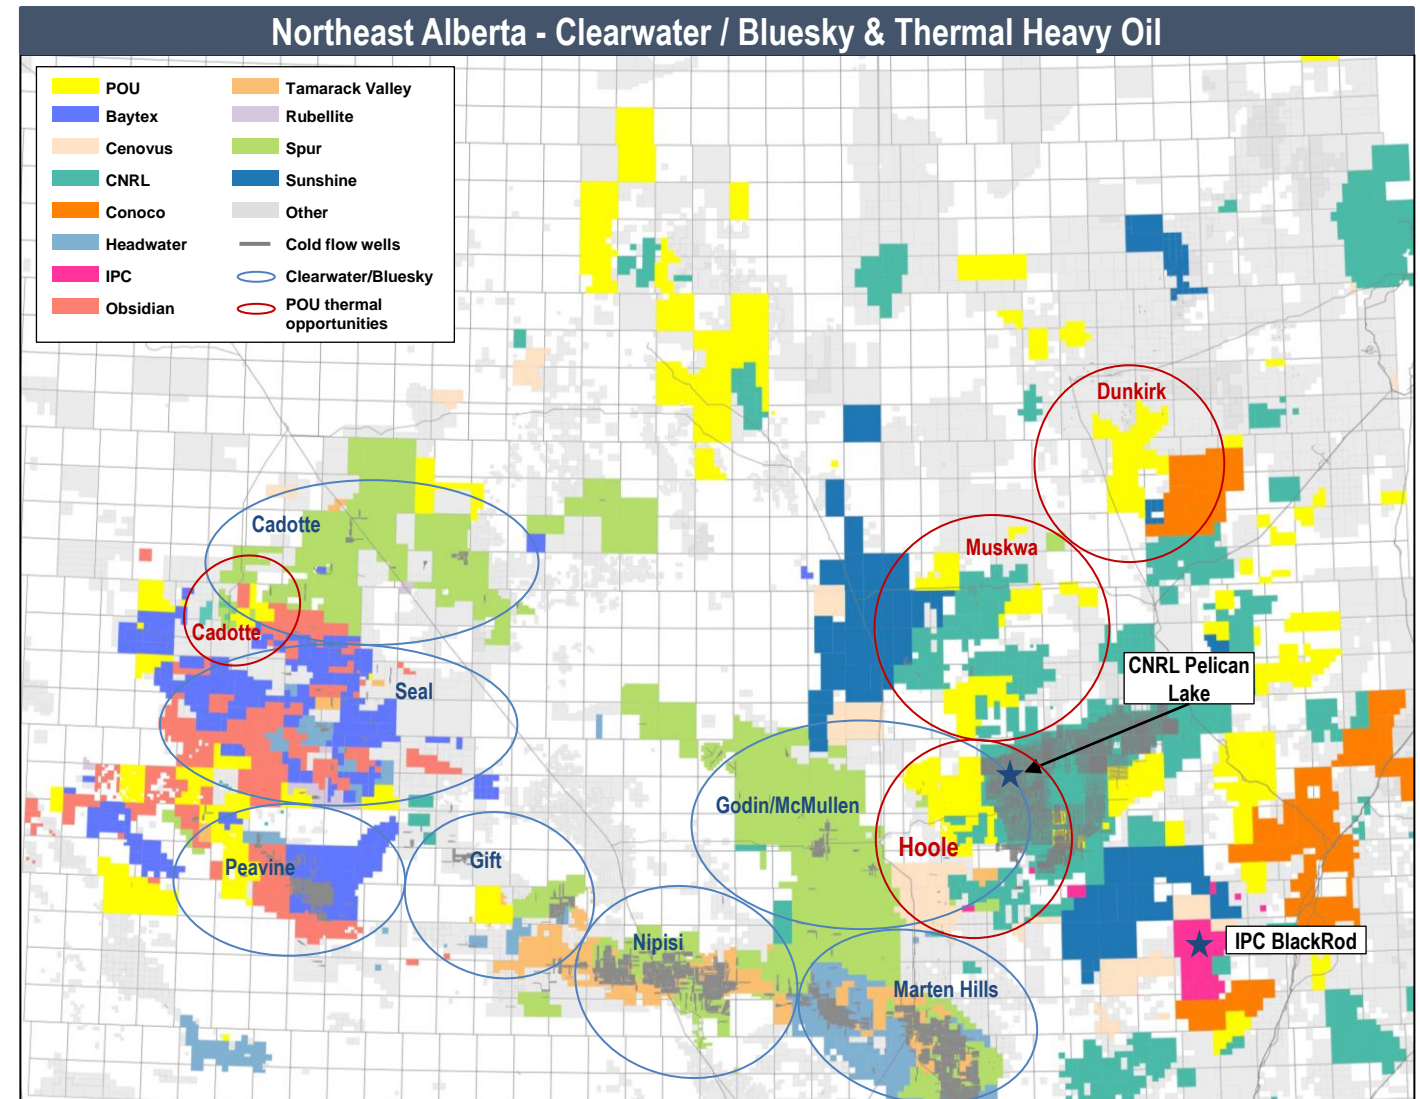 Northeast Alberta - Clearwater / Bluesky & Thermal Heavy Oil
POU
Baytex
Cenovus
CNRL
Conoco
Headwater
IPC
Obsidian
Tamarack Valley
Rubellite
Spur
Sunshine
Other
Cold flow wells
Clearwater/Bluesky
POU thermal
opportunities
Dunkirk
Cadotte
Muskwa
Cadotte
CNRL Pelican
Lake
Seal
Godin/McMullen
Hoole
Gift
Peavine
Nipisi
IPC BlackRod
Marten Hills